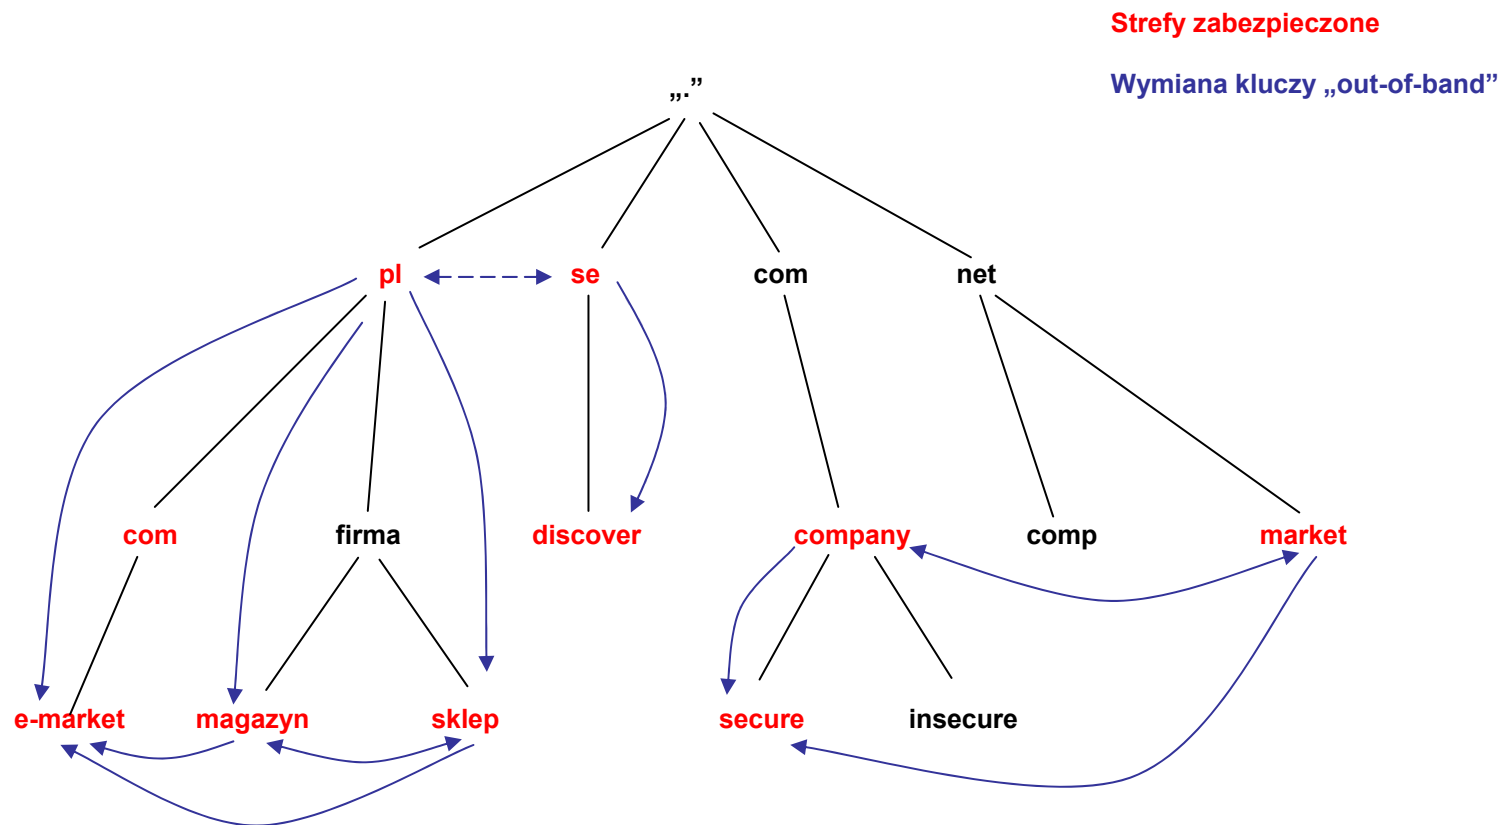 Strefy zabezpieczone
Wymiana kluczy „out-of-band”
„.”
pl
se
com
net
com
firma
discover
company
comp
market
e-market
magazyn
sklep
secure
insecure